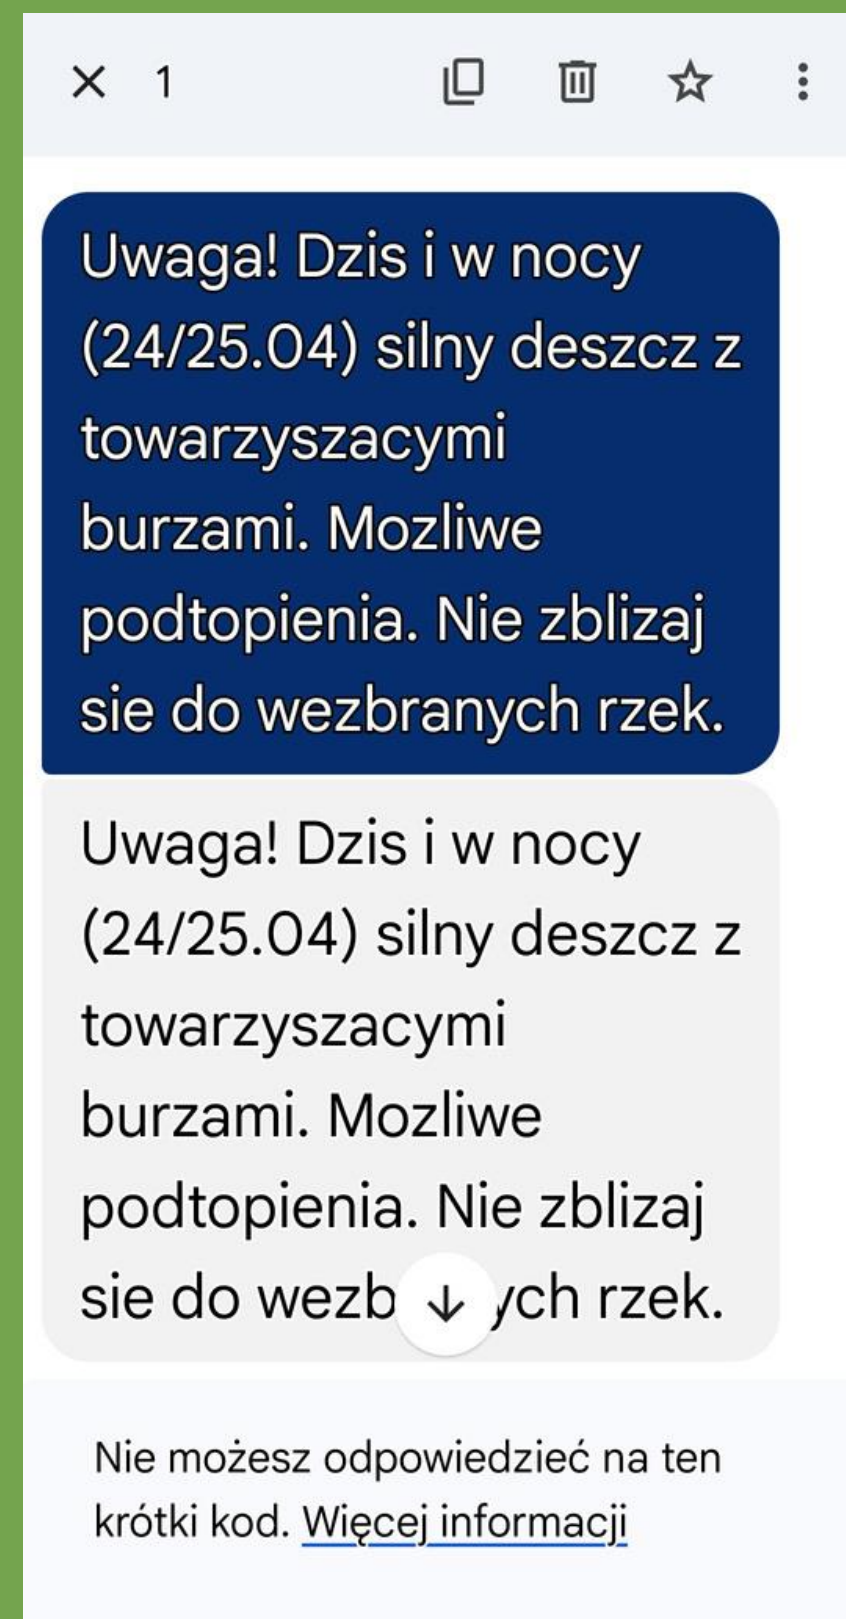 1
Uwaga! Dzis i w nocy
(24/25.04) silny deszcz z
towarzyszacymi
burzami. Mozliwe
podtopienia. Nie zblizaj
sie do wezbranych rzek.
Uwaga! Dzis i w nocy
(24/25.04) silny deszcz z
towarzyszacymi
burzami. Mozliwe
podtopienia. Nie zblizaj
sie do rzek.
Nie możesz odpowiedzieć na ten
krótki kod. Więcej informacji